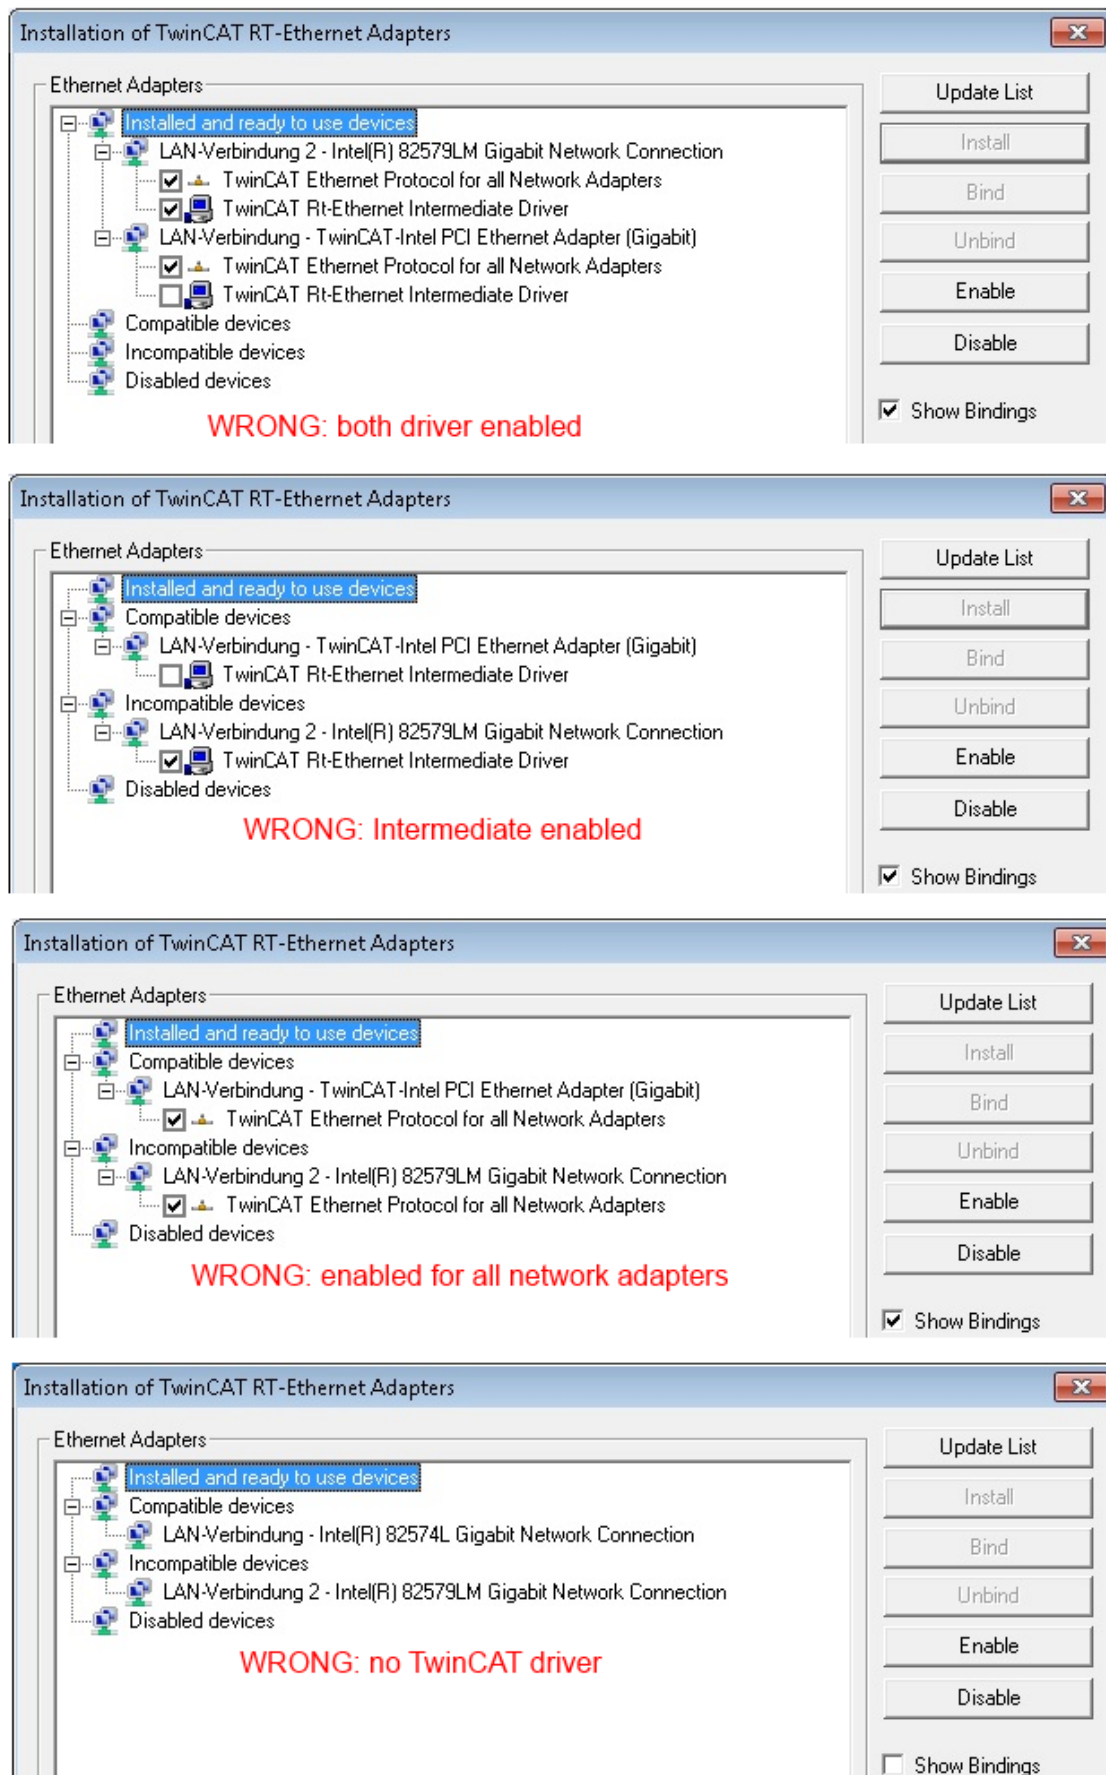 Installation of TwinCAT RT-Ethernet Adapters
Ethernet Adapters
Update List
Installed and ready to use devices
Install
LAN-Verbindung 2 - Intel(R) 82579LM Gigabit Network Connection
TwinCAT Ethernet Protocol for all Network Adapters
Bind
TwinCAT Rt-Ethernet Intermediate Driver
LAN-Verbindung - TwinCAT-Intel PCI Ethernet Adapter (Gigabit)
Unbind
TwinCAT Ethernet Protocol for all Network Adapters
TwinCAT Rt-Ethernet Intermediate Driver
Enable
Compatible devices
Incompatible devices
Disable
Disabled devices
Show Bindings
WRONG: both driver enabled
Installation of TwinCAT RT-Ethernet Adapters
Ethernet Adapters
Update List
Installed and ready to use devices
Install
Compatible devices
LAN-Verbindung - TwinCAT-Intel PCI Ethernet Adapter (Gigabit)
Bind
TwinCAT Rt-Ethernet Intermediate Driver
Incompatible devices
Unbind
LAN-Verbindung 2 - Intel(R) 82579LM Gigabit Network Connection
TwinCAT Rt-Ethernet Intermediate Driver
Enable
Disabled devices
Disable
WRONG: Intermediate enabled
Show Bindings
Installation of TwinCAT RT-Ethernet Adapters
Ethernet Adapters
Update List
Installed and ready to use devices
Install
Compatible devices
LAN-Verbindung - TwinCAT-Intel PCI Ethernet Adapter (Gigabit)
Bind
TwinCAT Ethernet Protocol for all Network Adapters
Incompatible devices
Unbind
LAN-Verbindung 2 - Intel(R) 82579LM Gigabit Network Connection
TwinCAT Ethernet Protocol for all Network Adapters
Enable
Disabled devices
Disable
WRONG: enabled for all network adapters
Show Bindings
Installation of TwinCAT RT-Ethernet Adapters
Ethernet Adapters
Update List
Installed and ready to use devices
Install
Compatible devices
LAN-Verbindung - Intel(R) 82574L Gigabit Network Connection
Bind
Incompatible devices
LAN-Verbindung 2 - Intel(R) 82579LM Gigabit Network Connection
Unbind
Disabled devices
Enable
WRONG: no TwinCAT driver
Disable
Show Bindings